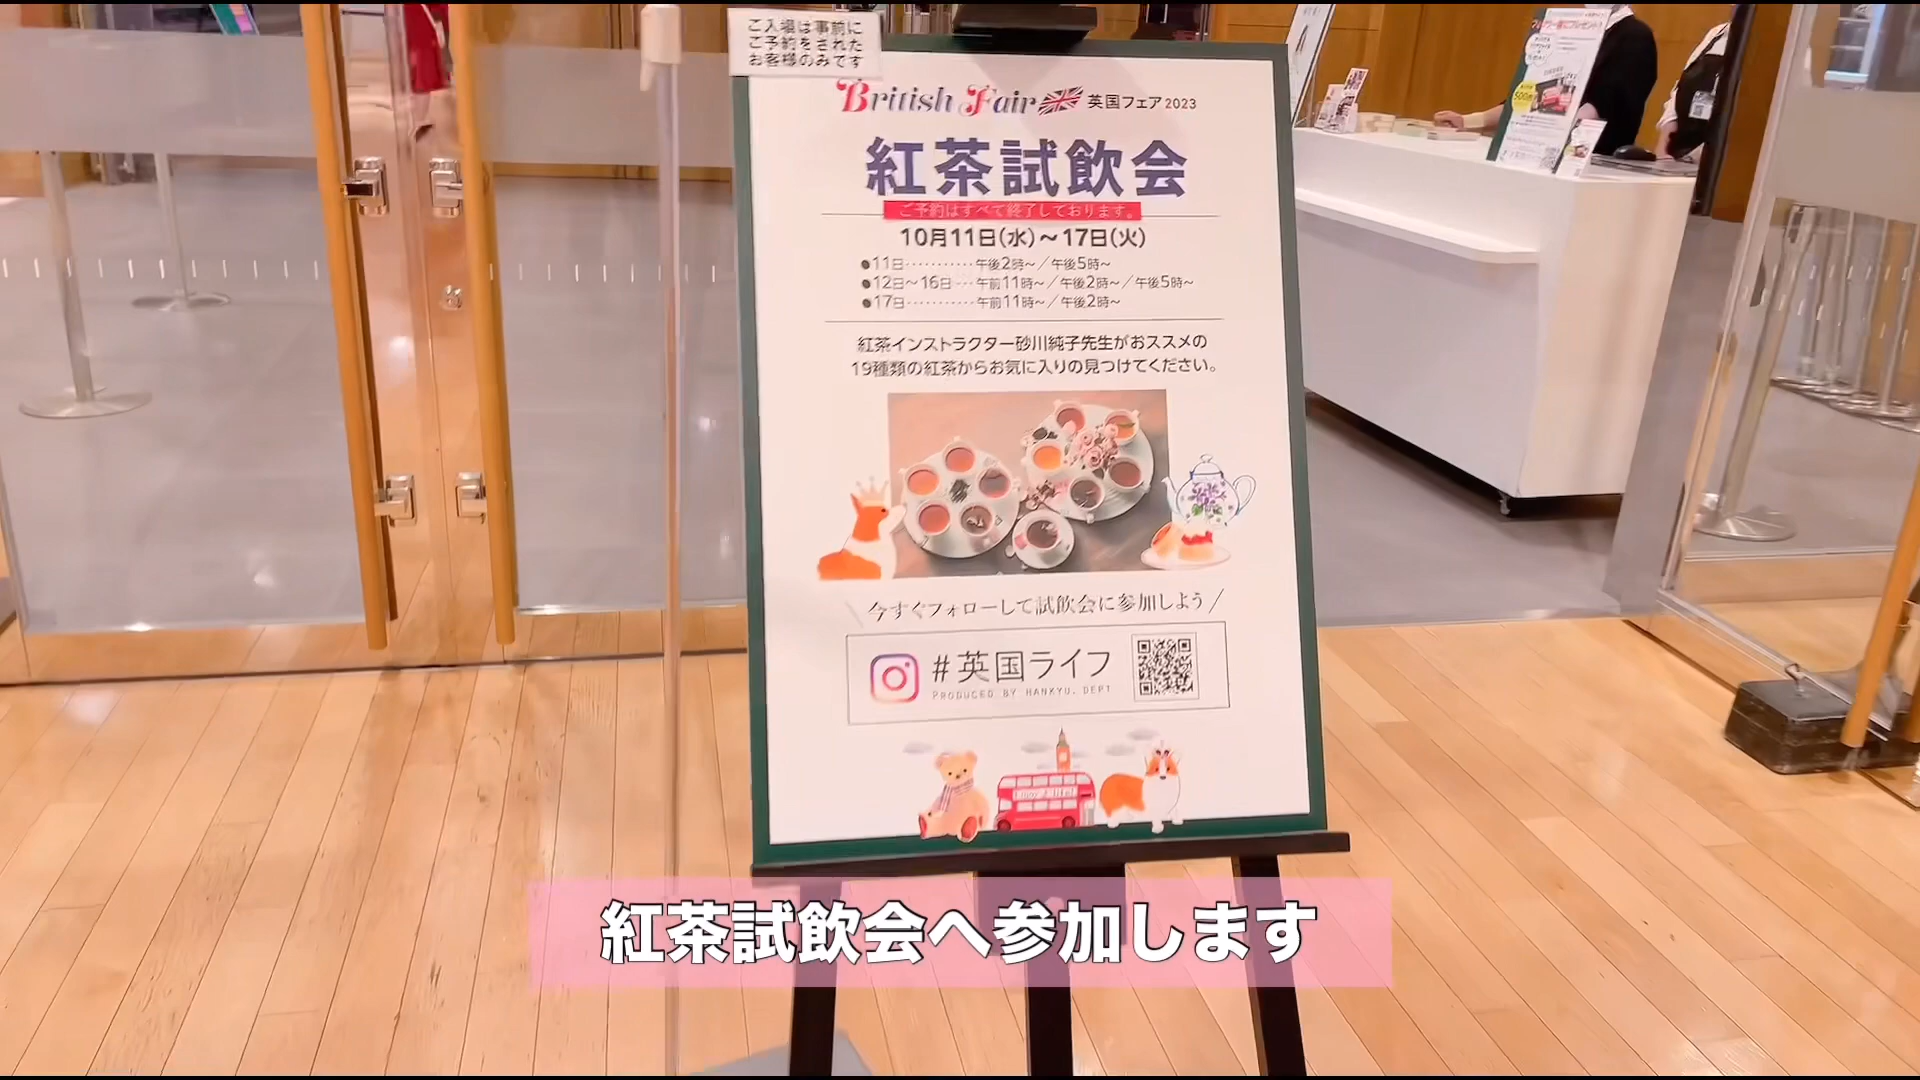 ご入場は事前に
ご予約をされた
お客様のみです
British Fair 英国フェア2023
紅茶試飲会
ご予約はすべて終了しております。
10月11日(水)～17日(火)
●11日‥‥‥‥‥午後2時～／午後5時～
●12日～16日‥‥午前11時～／午後2時～／午後5時～
●17日‥‥‥‥‥午前11時～／午後2時～
紅茶インストラクター砂川純子先生がおススメの
19種類の紅茶からお気に入りの見つけてください。
＼今すぐフォローして試飲会に参加しよう／
#英国ライフ
PRODUCED BY HANKYU. DEPT
紅茶試飲会へ参加します